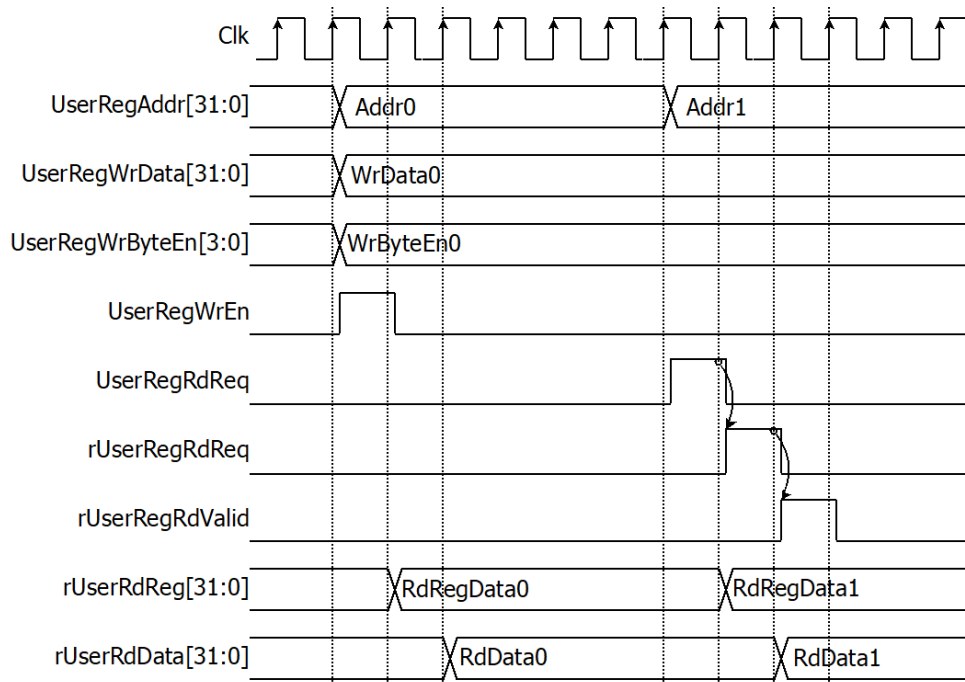 Clk
UserRegAddr[31:0] Addr0 Addr1
UserRegWrData[31:0] WrData0
UserRegWrByteEn[3:0] WrByteEn0
UserRegWrEn
UserRegRdReq
rUserRegRdReq
rUserRegRdValid
rUserRdReg[31:0] RdRegData0 RdRegData1
rUserRdData[31:0] RdData0 RdData1